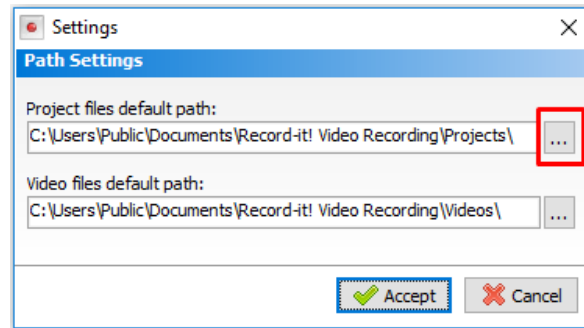 Settings
Path Settings
Project files default path:
C:\Users\Public\Documents\Record-it! Video Recording\Projects\ ...
Video files default path:
C:\Users\Public\Documents\Record-it! Video Recording\Videos\ ...
Accept Cancel